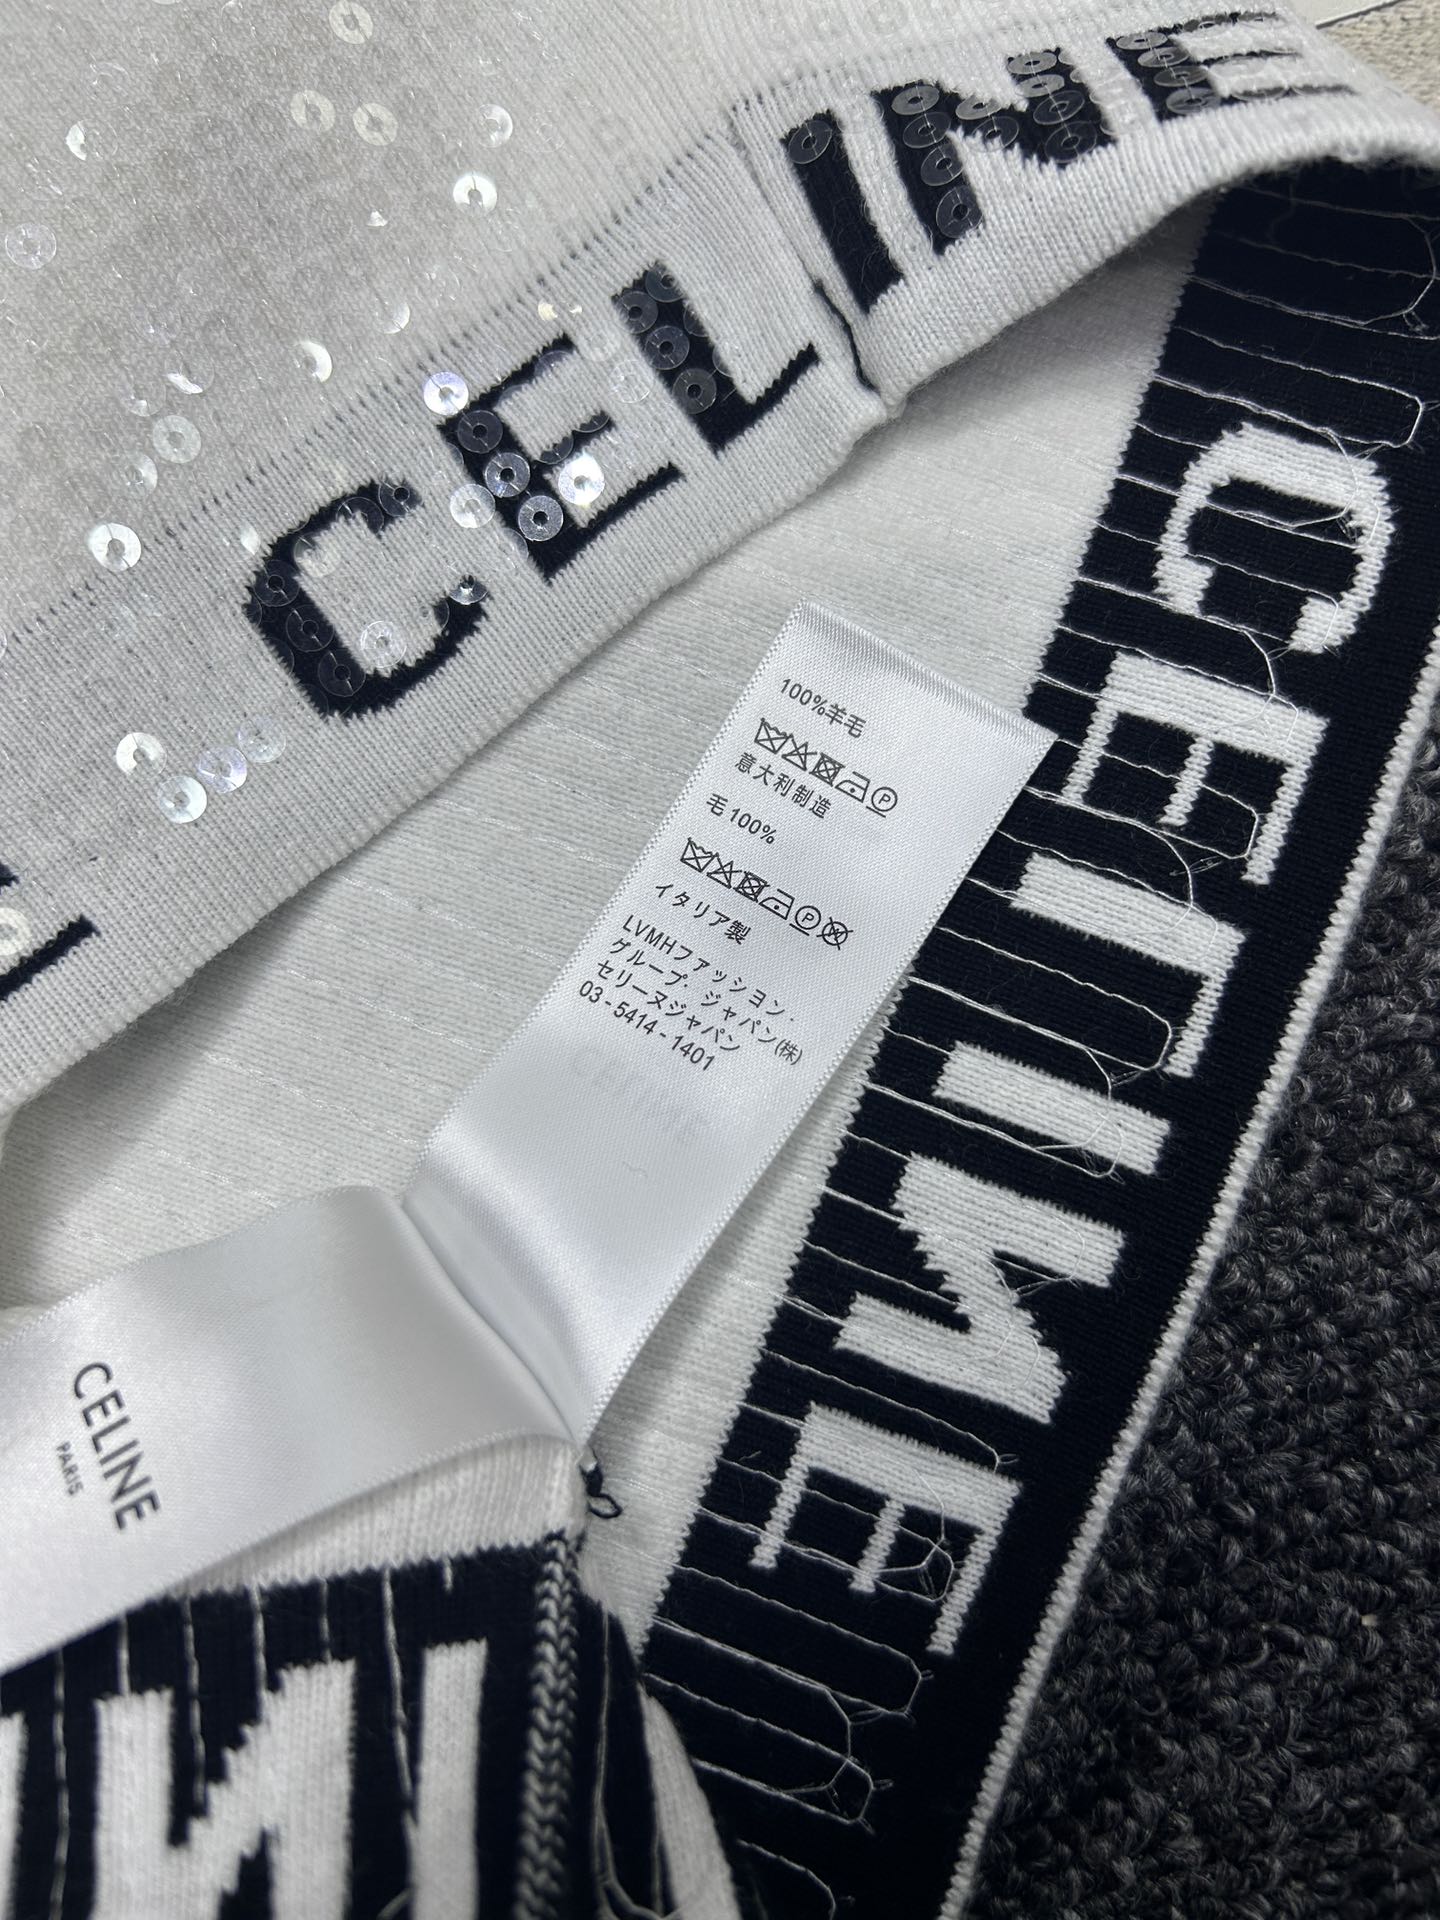 CELINE
100%羊毛
意大利制造
毛 100%
イタリア製
LVMHファッション・
グループ・ジャパン(株)
セリーヌジャパン
03-5414-1401
CELINE
PARIS